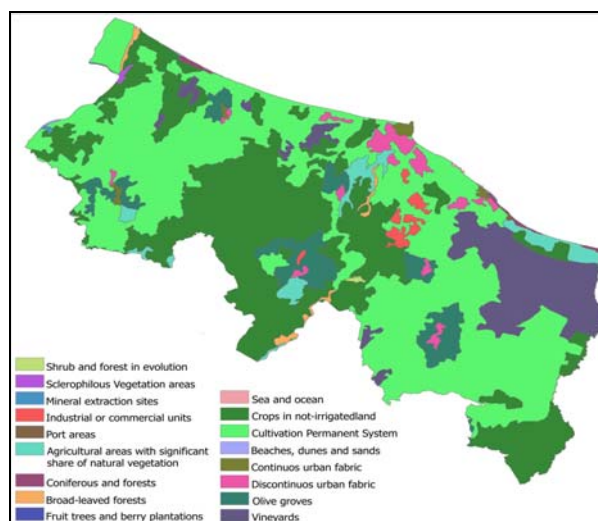 Shrub and forest in evolution
Sclerophilous Vegetation areas
Mineral extraction sites
Industrial or commercial units
Port areas
Agricultural areas with significant
share of natural vegetation
Coniferous and forests
Broad-leaved forests
Fruit trees and berry plantations
Sea and ocean
Crops in not-irrigatedland
Cultivation Permanent System
Beaches, dunes and sands
Continuos urban fabric
Discontinuos urban fabric
Olive groves
Vineyards